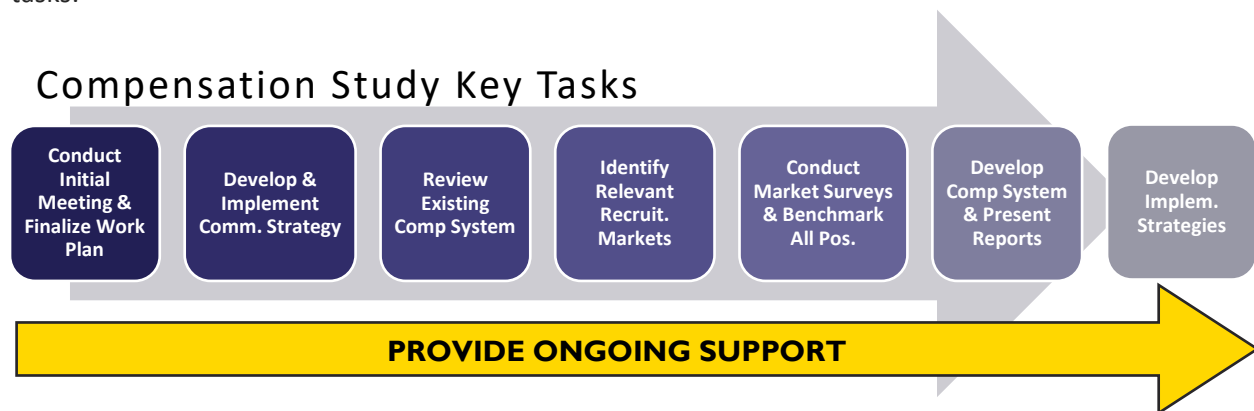 tasks.
Compensation Study Key Tasks
Conduct
Initial
Meeting &
Finalize Work
Plan
Develop &
Implement
Comm. Strategy
Review
Existing
Comp System
Identify
Relevant
Recruit.
Markets
Conduct
Market Surveys
& Benchmark
All Pos.
Develop
Comp System
& Present
Reports
Develop
Implem.
Strategies
PROVIDE ONGOING SUPPORT